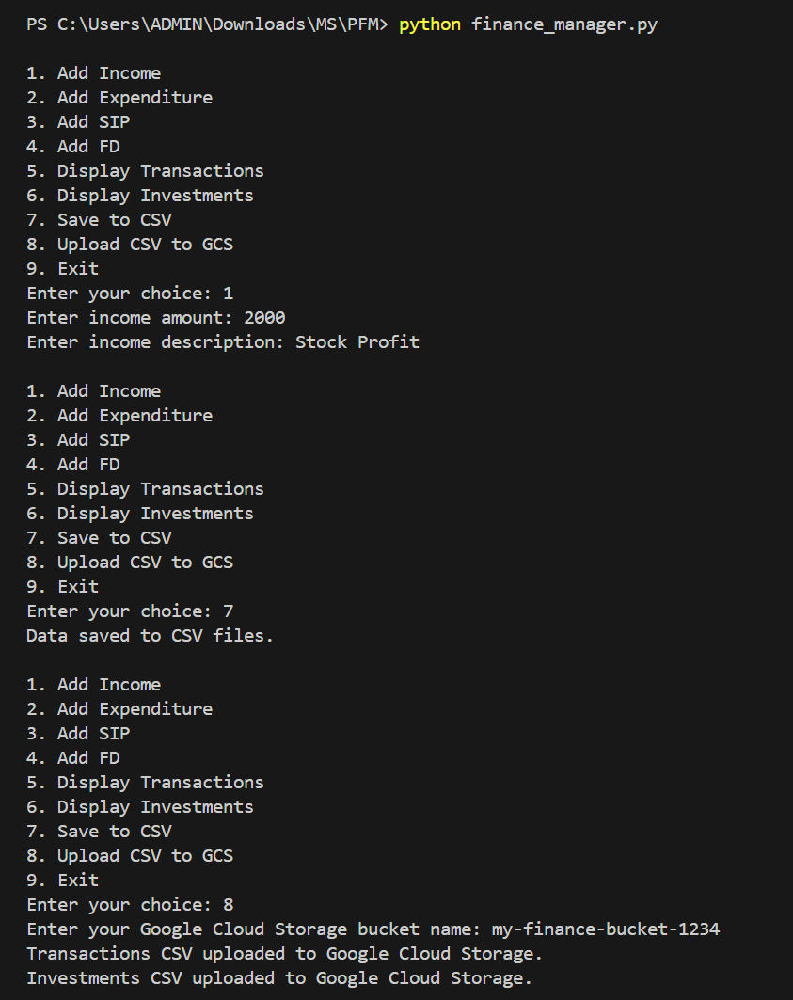 PS C:\Users\ADMIN\Downloads\MS\PFM> python finance_manager.py
1. Add Income
2. Add Expenditure
3. Add SIP
4. Add FD
5. Display Transactions
6. Display Investments
7. Save to CSV
8. Upload CSV to GCS
9. Exit
Enter your choice: 1
Enter income amount: 2000
Enter income description: Stock Profit
1. Add Income
2. Add Expenditure
3. Add SIP
4. Add FD
5. Display Transactions
6. Display Investments
7. Save to CSV
8. Upload CSV to GCS
9. Exit
Enter your choice: 7
Data saved to CSV files.
1. Add Income
2. Add Expenditure
3. Add SIP
4. Add FD
5. Display Transactions
6. Display Investments
7. Save to CSV
8. Upload CSV to GCS
9. Exit
Enter your choice: 8
Enter your Google Cloud Storage bucket name: my-finance-bucket-1234
Transactions CSV uploaded to Google Cloud Storage.
Investments CSV uploaded to Google Cloud Storage.